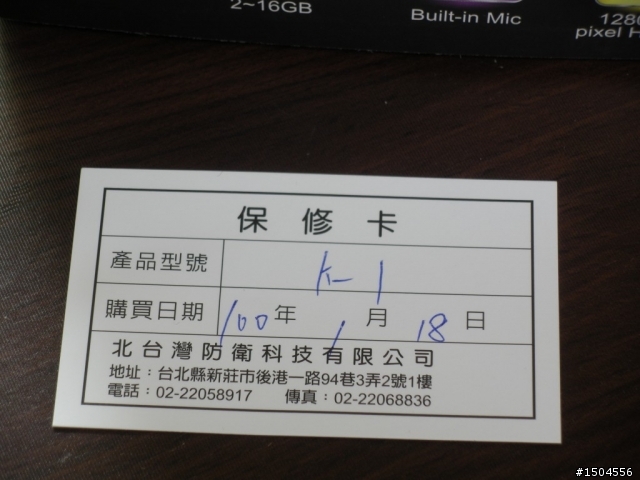 2~16GB
Built-in Mic
pixel
保修卡
產品型號 K-1
購買日期 100年1月18日
北台灣防衛科技有限公司
地址：台北縣新莊市後港一路94巷3弄2號1樓
電話：02-22058917 傳真：02-22068836
#1504556